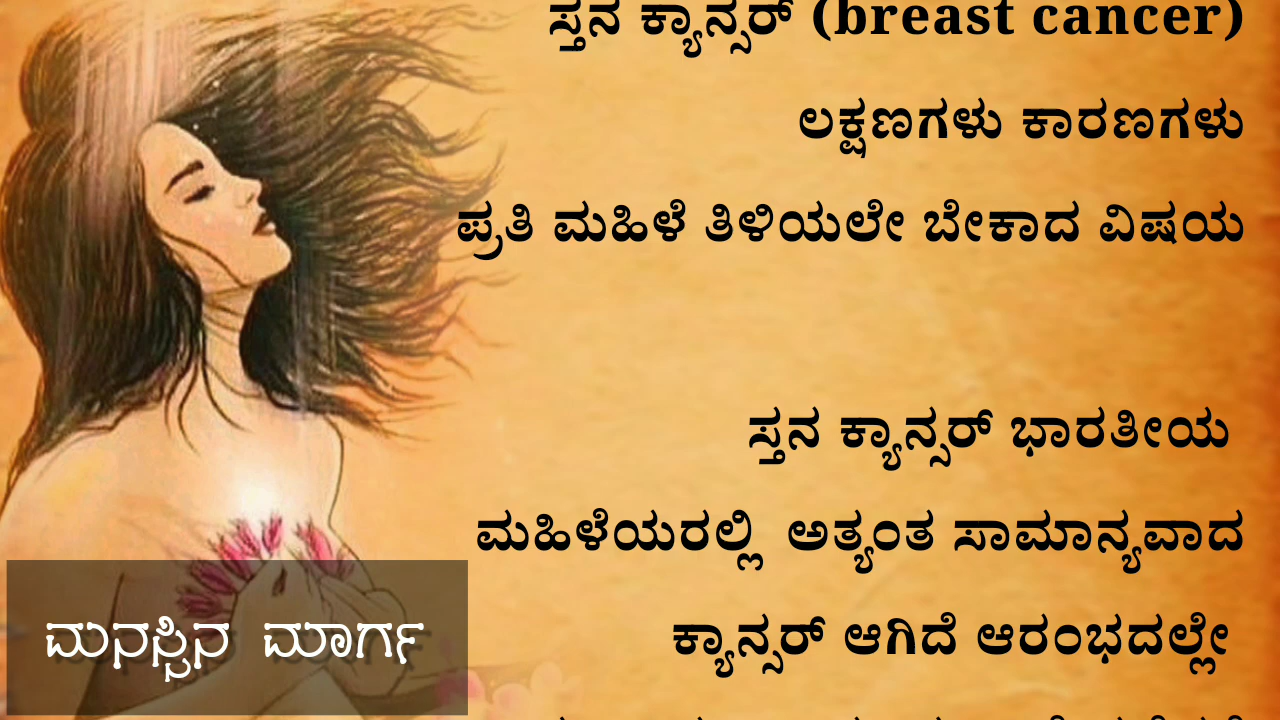 ಸ್ತನ ಕ್ಯಾನ್ಸರ್ (breast cancer)
ಲಕ್ಷಣಗಳು ಕಾರಣಗಳು
ಪ್ರತಿ ಮಹಿಳೆ ತಿಳಿಯಲೇ ಬೇಕಾದ ವಿಷಯ
ಸ್ತನ ಕ್ಯಾನ್ಸರ್ ಭಾರತೀಯ
ಮಹಿಳೆಯರಲ್ಲಿ ಅತ್ಯಂತ ಸಾಮಾನ್ಯವಾದ
ಕ್ಯಾನ್ಸರ್ ಆಗಿದೆ ಆರಂಭದಲ್ಲೇ
ಮನಸ್ಸಿನ ಮಾರ್ಗ